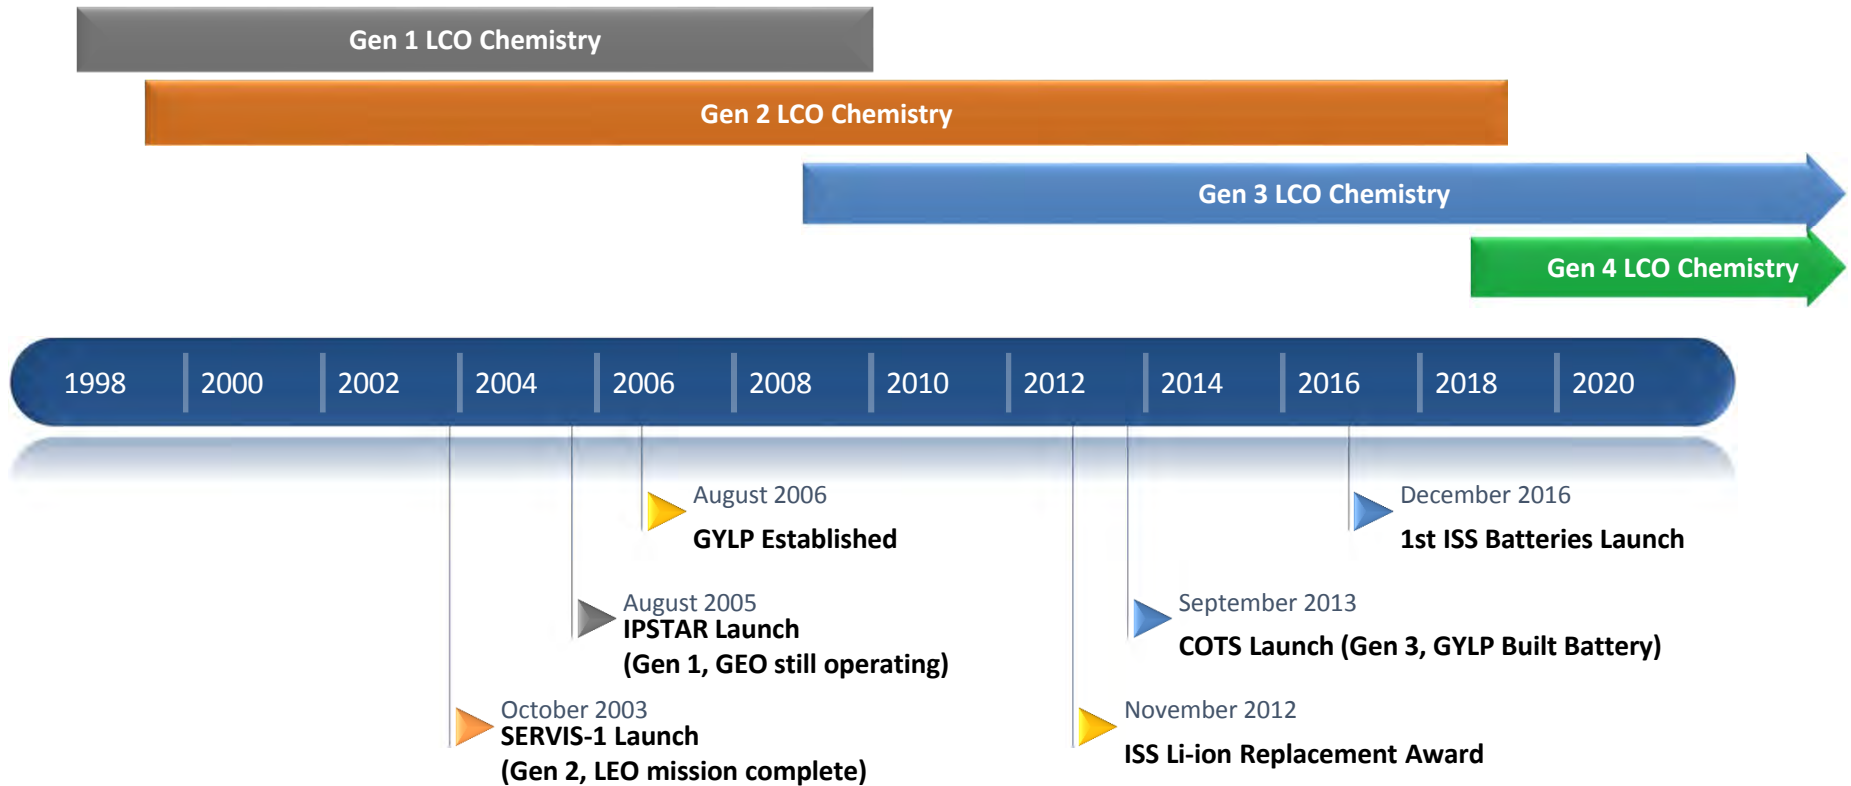 Gen 1 LCO Chemistry
Gen 2 LCO Chemistry
Gen 3 LCO Chemistry
Gen 4 LCO Chemistry
1998 2000 2002 2004 2006 2008 2010 2012 2014 2016 2018 2020
August 2006
GYLP Established
August 2005
IPSTAR Launch
(Gen 1, GEO still operating)
October 2003
SERVIS-1 Launch
(Gen 2, LEO mission complete)
December 2016
1st ISS Batteries Launch
September 2013
COTS Launch (Gen 3, GYLP Built Battery)
November 2012
ISS Li-ion Replacement Award